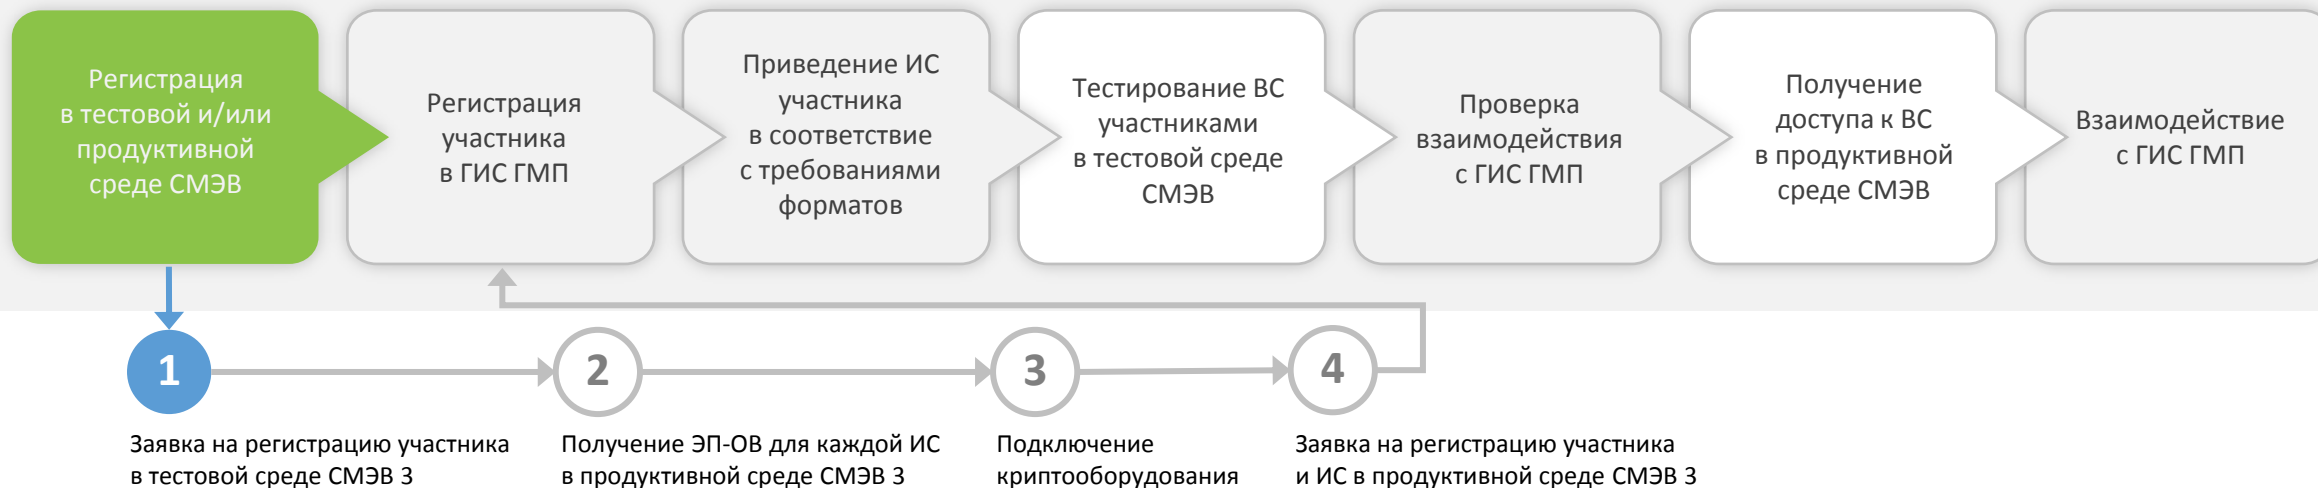 Регистрация
в тестовой и/или
продуктивной
среде СМЭВ
Регистрация
участника
в ГИС ГМП
Приведение ИС
участника
в соответствие
с требованиями
форматов
Тестирование ВС
участниками
в тестовой среде
СМЭВ
Проверка
взаимодействия
с ГИС ГМП
Получение
доступа к ВС
в продуктивной
среде СМЭВ
Взаимодействие
с ГИС ГМП
1
2
3
4
Заявка на регистрацию участника
в тестовой среде СМЭВ 3
Получение ЭП-ОВ для каждой ИС
в продуктивной среде СМЭВ 3
Подключение
криптооборудования
Заявка на регистрацию участника
и ИС в продуктивной среде СМЭВ 3